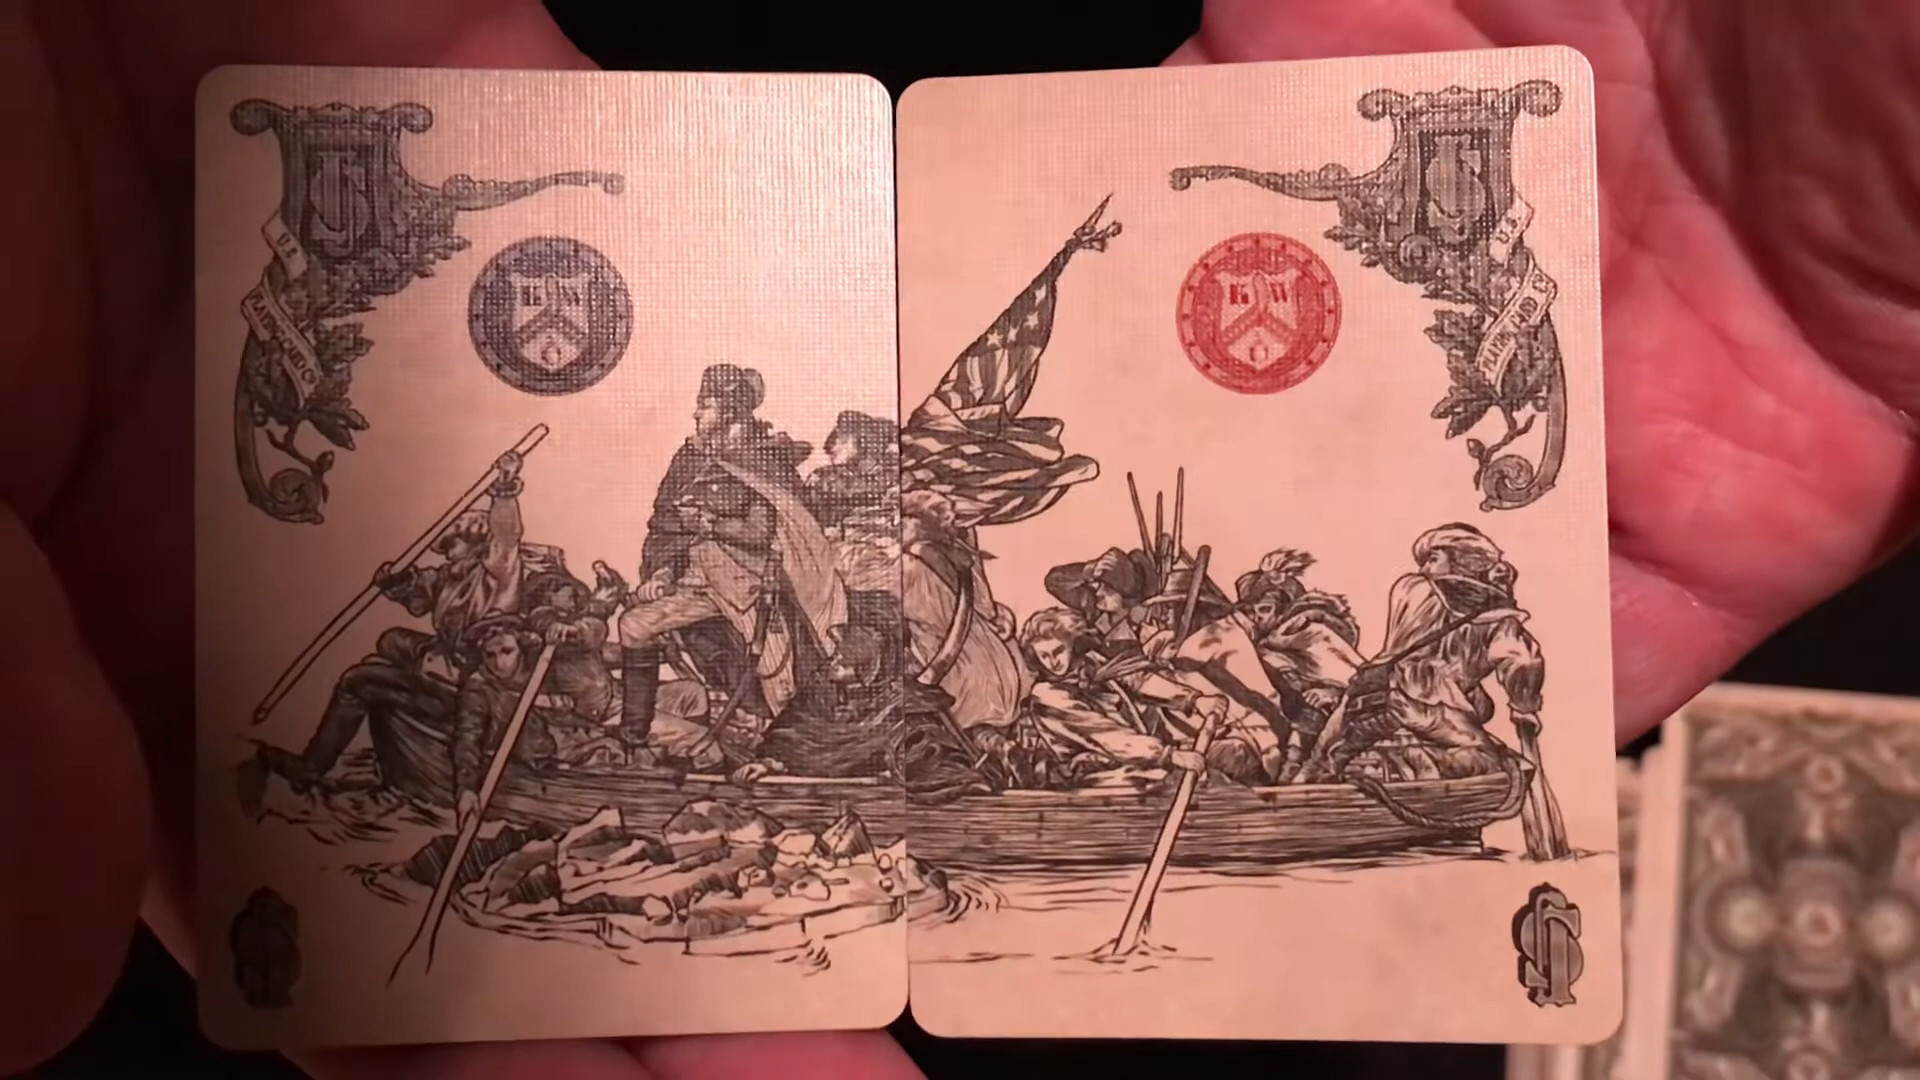 U.S.
PLAYING CARD Co.
K W
O
U.S.
PLAYING CARD Co.
K W
O